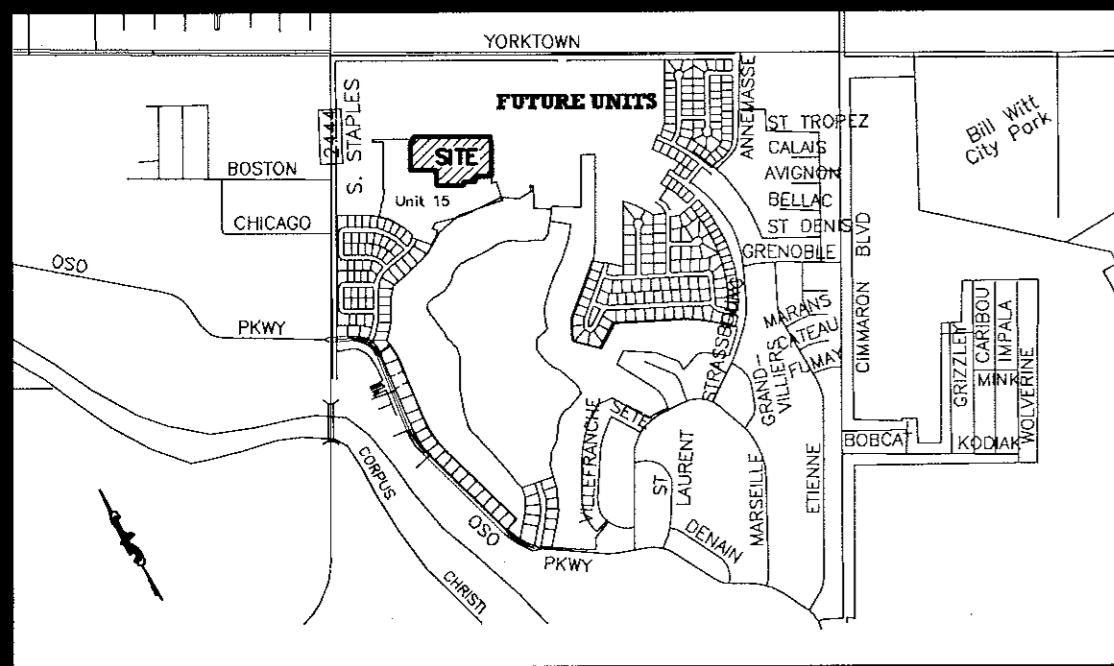 YORKTOWN
FUTURE UNITS
ANNEMASSE
2444
S. STAPLES
SITE
Unit 15
BOSTON
CHICAGO
OSO
PKWY
ST TROPEZ
CALAIS
AVIGNON
BELLAC
ST DENIS
GRENOBLE
Bill Witt
City Park
CIMMARON BLVD
STRASSBOURG
MARANS
CATEAU
FUMAY
GRAND-
VILLIERS
GRIZZLEY
CARIBOU
IMPALA
MINK
WOLVERINE
BOBCAT
KODIAK
SETE
VILLEFRANCHE
ST
LAURENT
MARSEILLE
ETIENNE
DENAIN
CORPUS
CHRISTI
OSO
PKWY